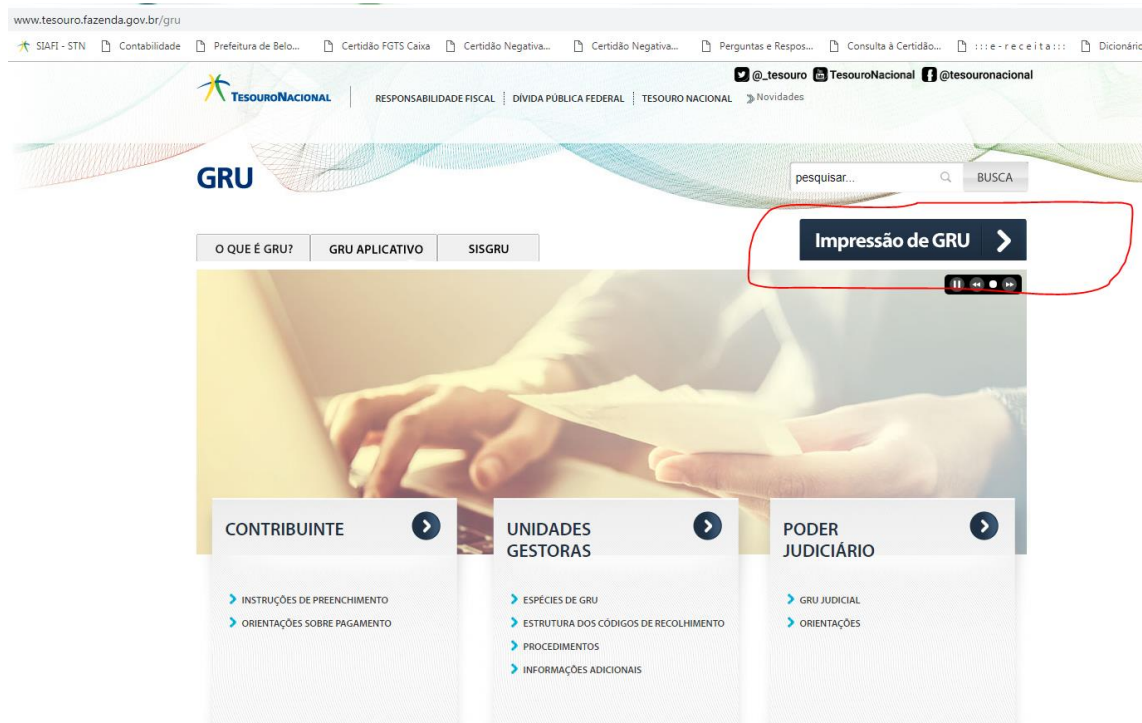 www.tesouro.fazenda.gov.br/gru
SIAFI - STN Contabilidade Prefeitura de Belo... Certidão FGTS Caixa Certidão Negativa... Certidão Negativa... Perguntas e Respos... Consulta à Certidão... : : : e - r e c e i t a : : : Dicionário
@_tesouro TesouroNacional @tesouronacional
TESOURONACIONAL RESPONSABILIDADE FISCAL DÍVIDA PÚBLICA FEDERAL TESOURO NACIONAL Novidades
GRU
pesquisar... BUSCA
Impressão de GRU
O QUE É GRU? GRU APLICATIVO SISGRU
CONTRIBUINTE
INSTRUÇÕES DE PREENCHIMENTO
ORIENTAÇÕES SOBRE PAGAMENTO
UNIDADES
GESTORAS
ESPÉCIES DE GRU
ESTRUTURA DOS CÓDIGOS DE RECOLHIMENTO
PROCEDIMENTOS
INFORMAÇÕES ADICIONAIS
PODER
JUDICIÁRIO
GRU JUDICIAL
ORIENTAÇÕES